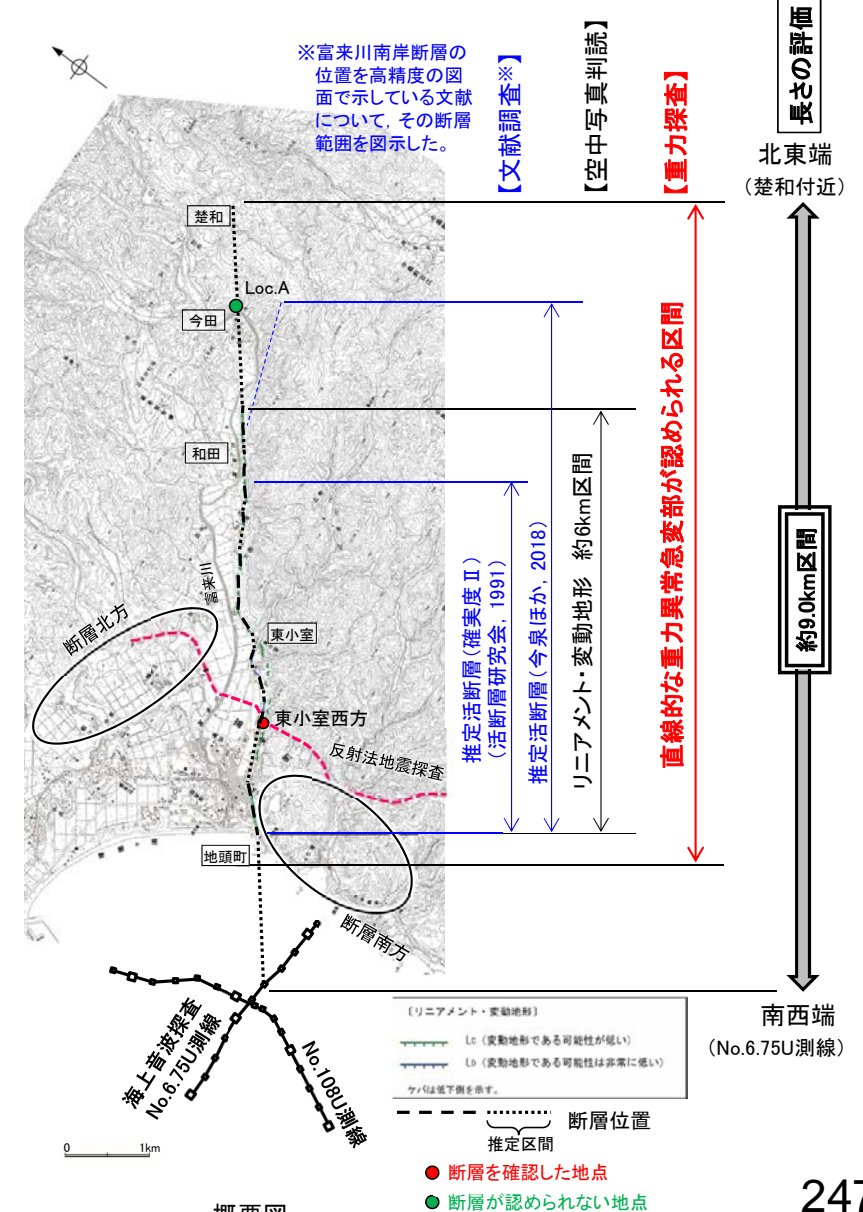 ※富来川南岸断層の
位置を高精度の図
面で示している文献
について，その断層
範囲を図示した。
【文献調査※】
【空中写真判読】
【重力探査】
長さの評価
北東端
（楚和付近）
楚和
Loc.A
今田
和田
富来川
断層北方
東小室
東小室西方
反射法地震探査
地頭町
断層南方
推定活断層（確実度Ⅱ）
（活断層研究会，1991）
推定活断層（今泉ほか，2018）
リニアメント・変動地形 約6km区間
直線的な重力異常急変部が認められる区間
約9.0km区間
南西端
（No.6.75U測線）
海上音波探査
No.6.75U測線
No.108U測線
〔リニアメント・変動地形〕
LC（変動地形である可能性が低い）
LD（変動地形である可能性は非常に低い）
ケバは低下側を示す。
断層位置
推定区間
0 1km
断層を確認した地点
断層が認められない地点
概要図
247